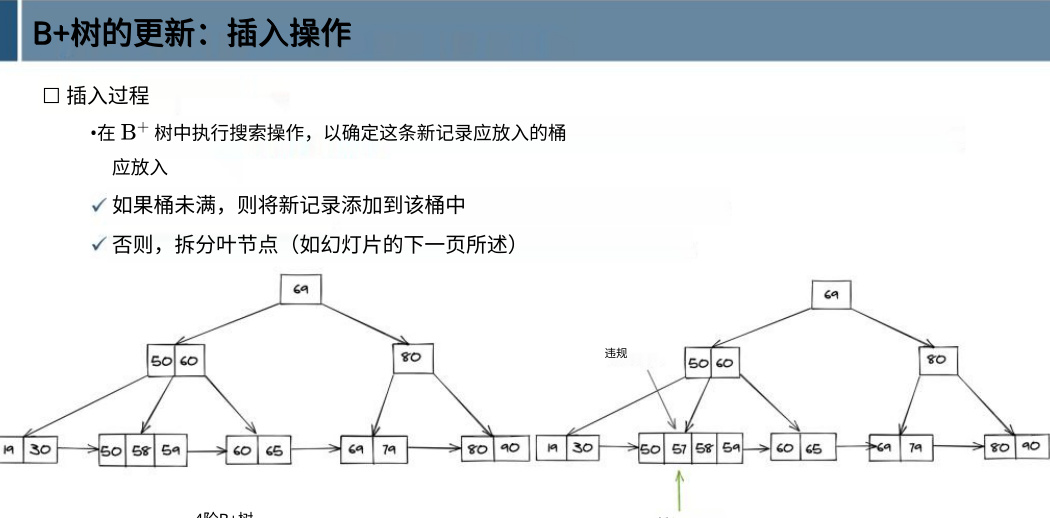 B+树的更新：插入操作
□ 插入过程
•在 B⁺ 树中执行搜索操作，以确定这条新记录应放入的桶
应放入
✓ 如果桶未满，则将新记录添加到该桶中
✓ 否则，拆分叶节点（如幻灯片的下一页所述）
69
50 60
80
19 30
50 58 59
60 65
69 79
80 90
69
违规
50 60
80
19 30
50 57 58 59
60 65
69 79
80 90
4阶B+树